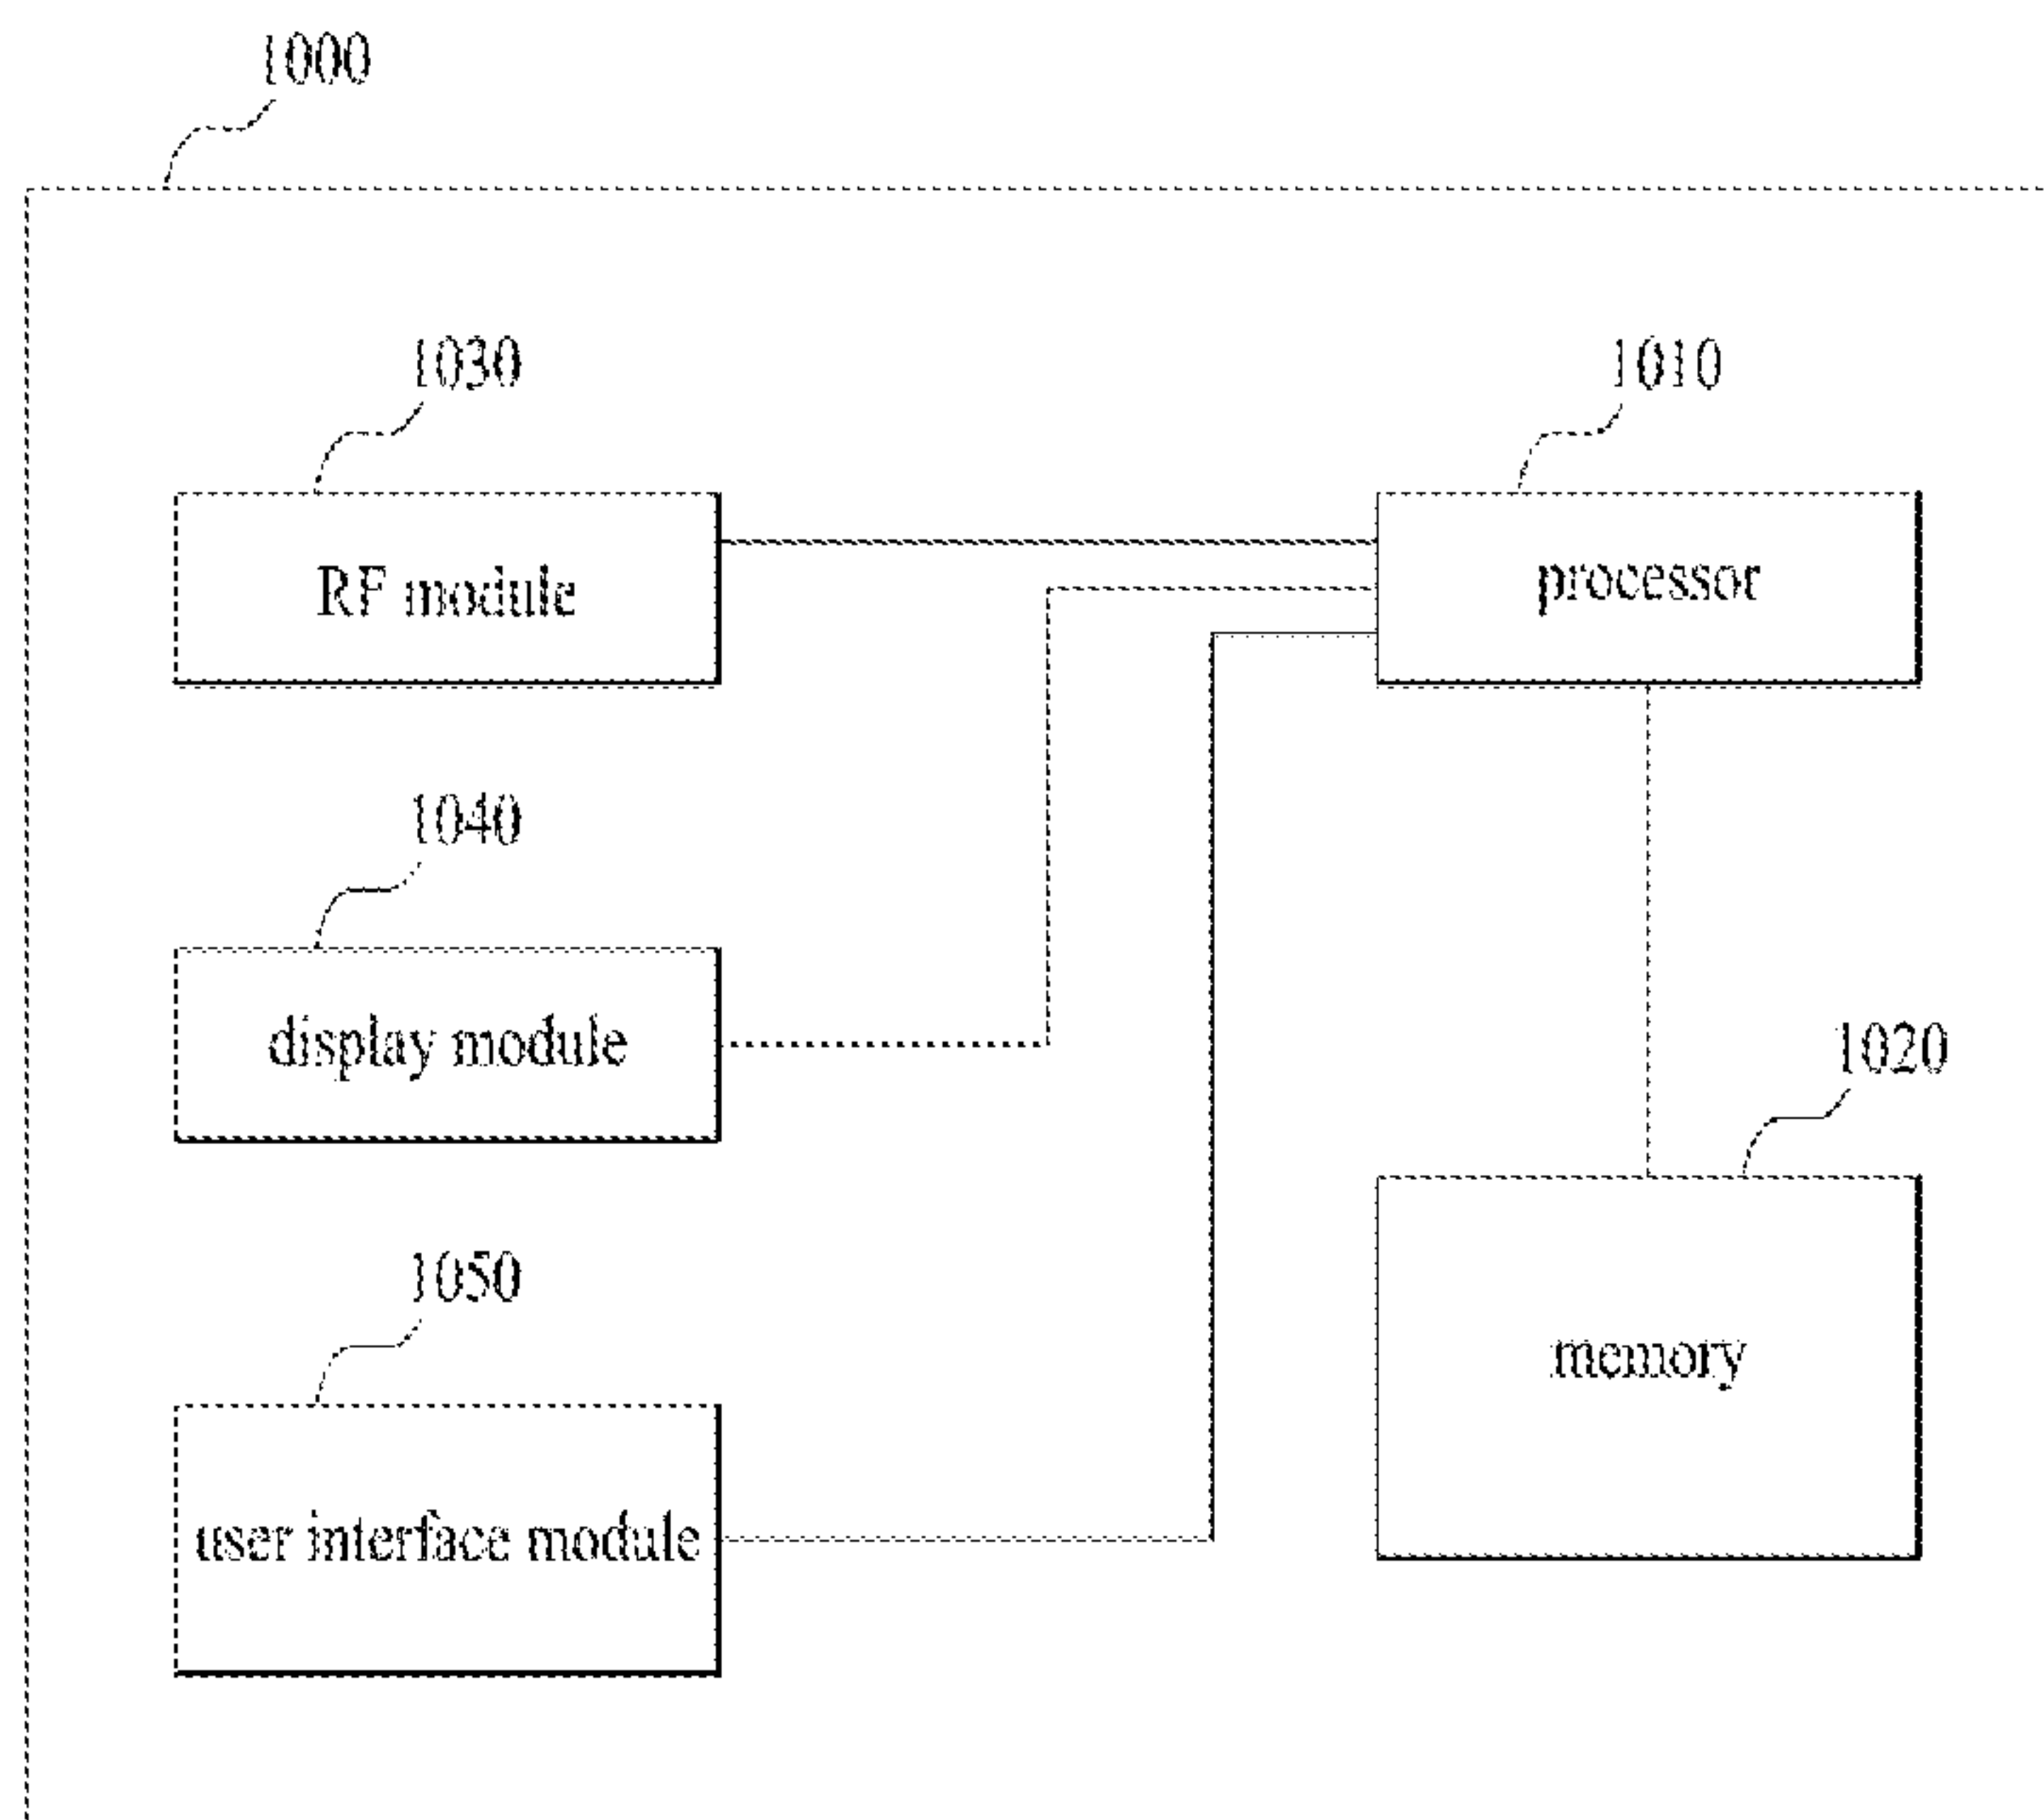 1000
1030
1010
RF module
processor
1040
display module
1020
1050
memory
user interface module